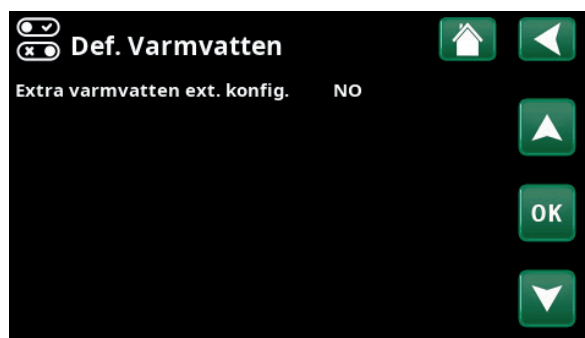 Def. Varmvatten
Extra varmvatten ext. konfig. NO
OK